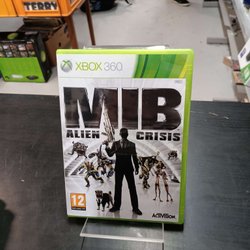 TERRY
XBOX 360
MIB
ALIEN CRISIS
12
ACTIVISION